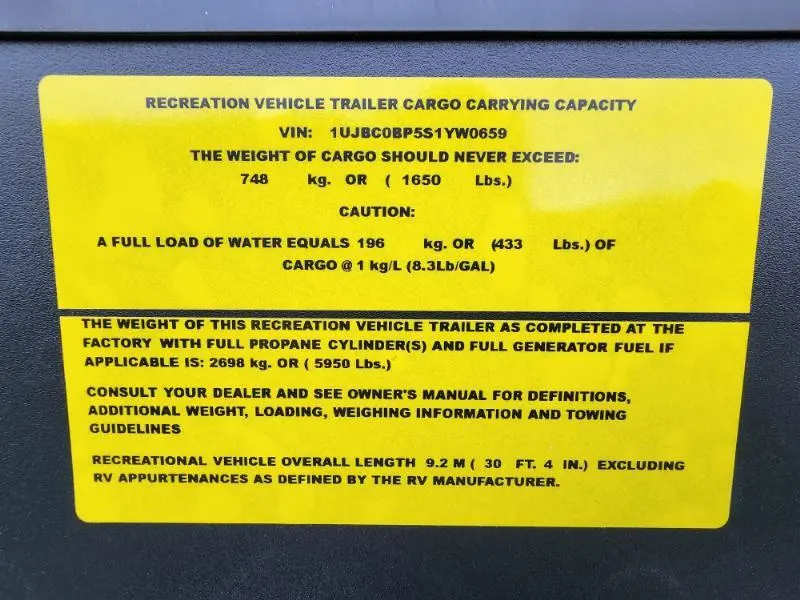 RECREATION VEHICLE TRAILER CARGO CARRYING CAPACITY
VIN: 1UJBC0BP5S1YW0659
THE WEIGHT OF CARGO SHOULD NEVER EXCEED:
748 kg. OR ( 1650 Lbs.)
CAUTION:
A FULL LOAD OF WATER EQUALS 196 kg. OR (433 Lbs.) OF
CARGO @ 1 kg/L (8.3Lb/GAL)
THE WEIGHT OF THIS RECREATION VEHICLE TRAILER AS COMPLETED AT THE
FACTORY WITH FULL PROPANE CYLINDER(S) AND FULL GENERATOR FUEL IF
APPLICABLE IS: 2698 kg. OR ( 5950 Lbs.)
CONSULT YOUR DEALER AND SEE OWNER'S MANUAL FOR DEFINITIONS,
ADDITIONAL WEIGHT, LOADING, WEIGHING INFORMATION AND TOWING
GUIDELINES
RECREATIONAL VEHICLE OVERALL LENGTH 9.2 M ( 30 FT. 4 IN.) EXCLUDING
RV APPURTENANCES AS DEFINED BY THE RV MANUFACTURER.